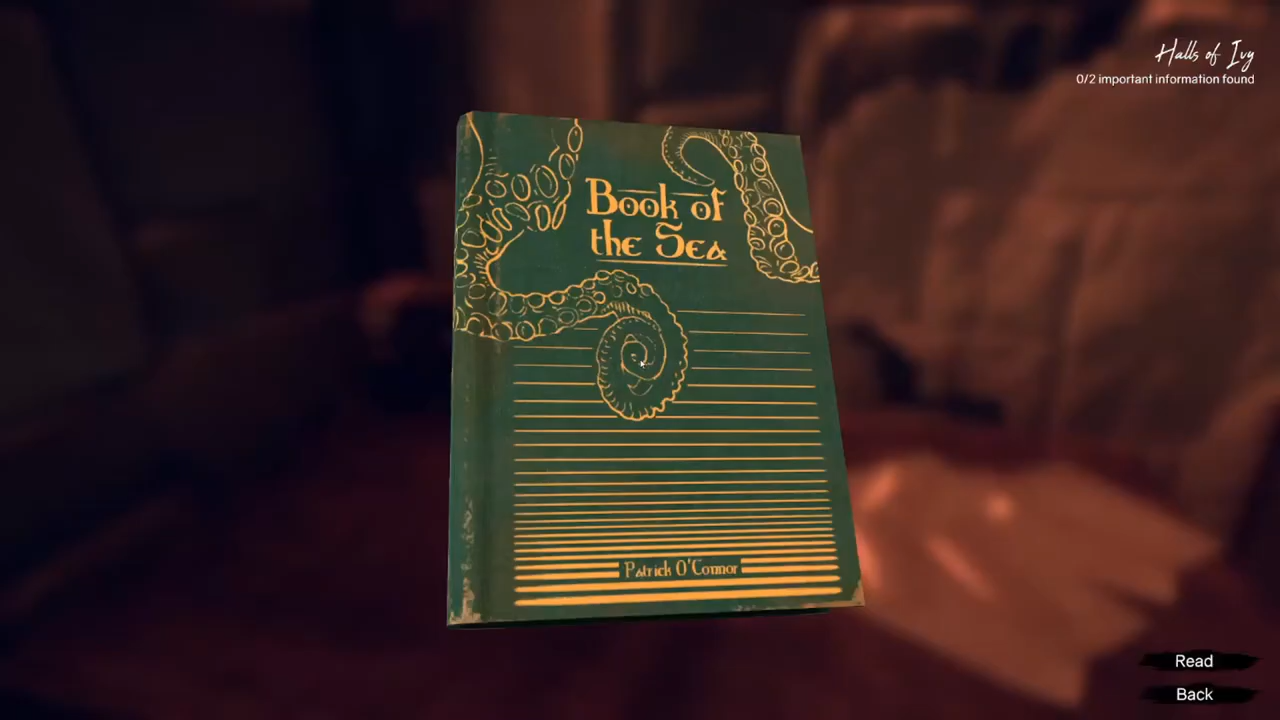 Halls of Ivy
0/2 important information found
Book of
the Sea
Patrick O'Connor
Read
Back